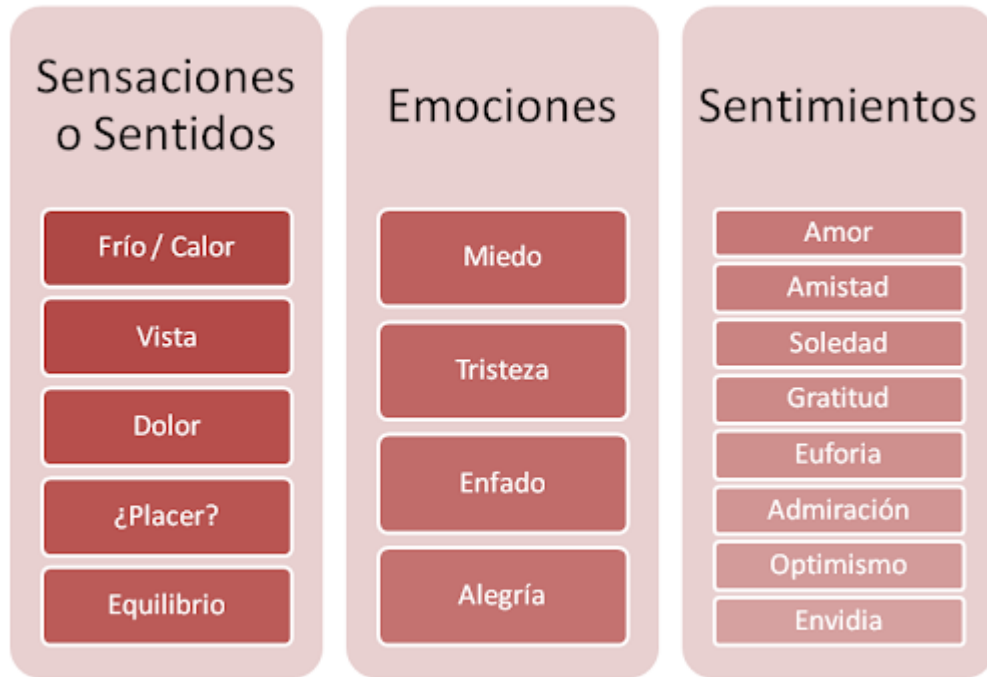 Sensaciones
o Sentidos
Frío / Calor
Vista
Dolor
¿Placer?
Equilibrio
Emociones
Miedo
Tristeza
Enfado
Alegría
Sentimientos
Amor
Amistad
Soledad
Gratitud
Euforia
Admiración
Optimismo
Envidia